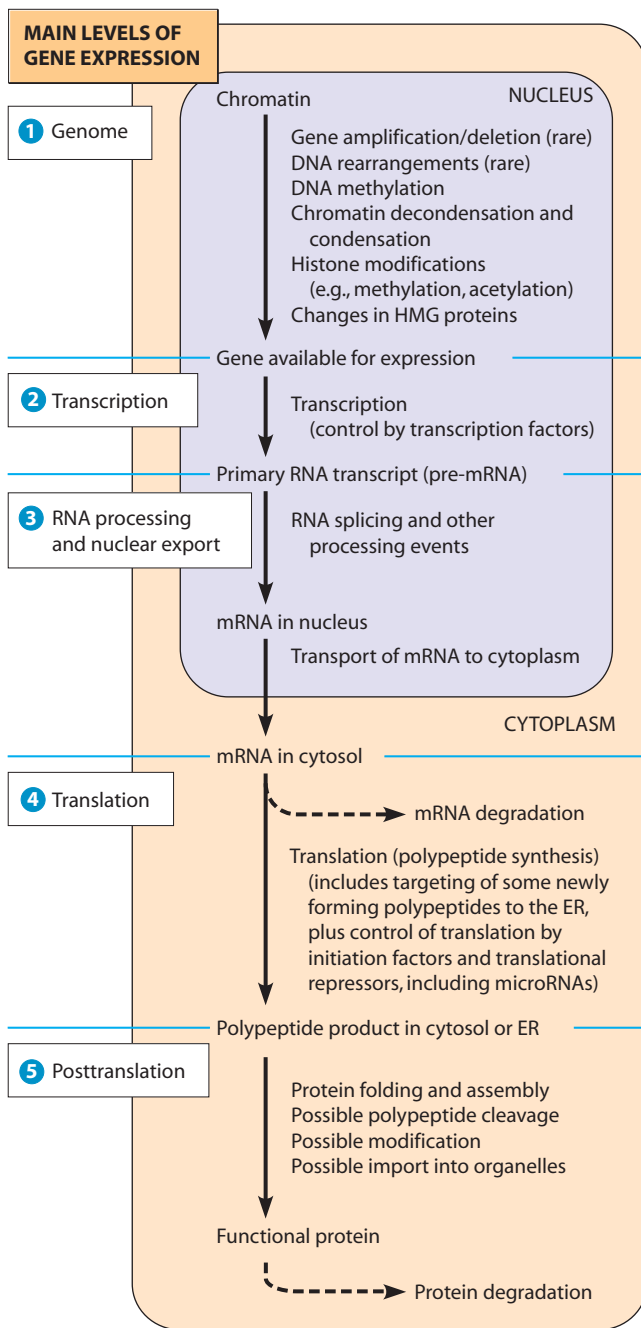 MAIN LEVELS OF
GENE EXPRESSION
NUCLEUS
Chromatin
1 Genome
Gene amplification/deletion (rare)
DNA rearrangements (rare)
DNA methylation
Chromatin decondensation and
condensation
Histone modifications
(e.g., methylation, acetylation)
Changes in HMG proteins
Gene available for expression
2 Transcription
Transcription
(control by transcription factors)
Primary RNA transcript (pre-mRNA)
3 RNA processing
and nuclear export
RNA splicing and other
processing events
mRNA in nucleus
Transport of mRNA to cytoplasm
CYTOPLASM
mRNA in cytosol
4 Translation
mRNA degradation
Translation (polypeptide synthesis)
(includes targeting of some newly
forming polypeptides to the ER,
plus control of translation by
initiation factors and translational
repressors, including microRNAs)
Polypeptide product in cytosol or ER
5 Posttranslation
Protein folding and assembly
Possible polypeptide cleavage
Possible modification
Possible import into organelles
Functional protein
Protein degradation